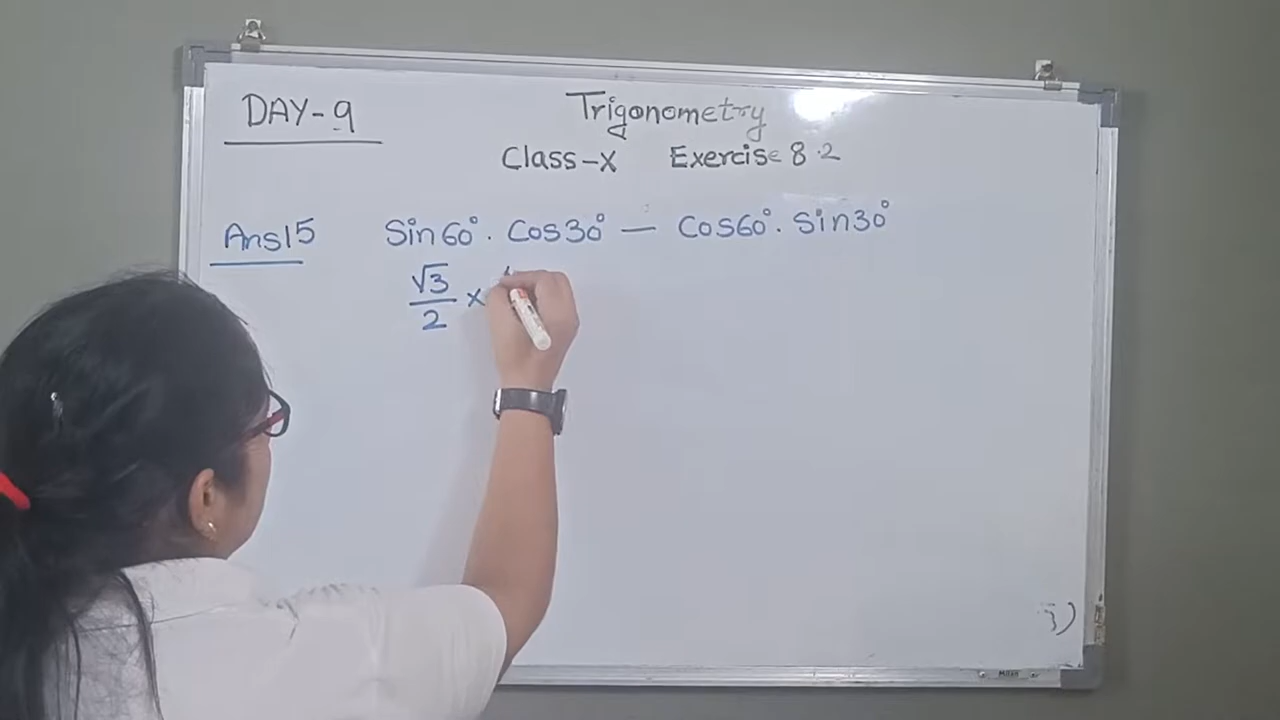 DAY-9
Trigonometry
Class-X Exercise 8.2
Ans15 Sin60°. Cos30° — Cos60°. Sin30°
√3/2 ×